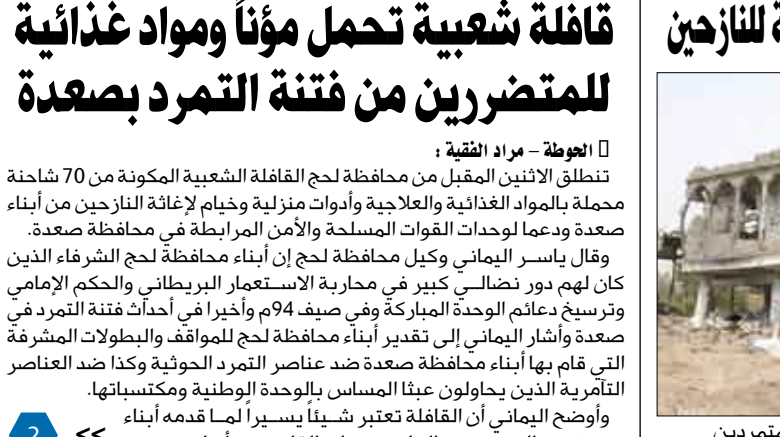 قافلة شعبية تحمل مؤناً ومواد غذائية
للمتضررين من فتنة التمرد بصعدة
الحوطة – مراد الفقية :
تنطلق الاثنين المقبل من محافظة لحج القافلة الشعبية المكونة من 70 شاحنة
محملة بالمواد الغذائية والعلاجية وأدوات منزلية وخيام لإغاثة النازحين من أبناء
صعدة ودعما لوحدات القوات المسلحة والأمن المرابطة في محافظة صعدة.
وقال ياسر اليماني وكيل محافظة لحج إن أبناء محافظة لحج الشرفاء الذين
كان لهم دور نضالي كبير في محاربة الاستعمار البريطاني والحكم الإمامي
وترسيخ دعائم الوحدة المباركة وفي صيف 94م وأخيرا في أحداث فتنة التمرد في
صعدة وأشار اليماني إلى تقدير أبناء محافظة لحج للمواقف والبطولات المشرفة
التي قام بها أبناء محافظة صعدة ضد عناصر التمرد الحوثية وكذا ضد العناصر
التآمرية الذين يحاولون عبثا المساس بالوحدة الوطنية ومكتسباتها.
وأوضح اليماني أن القافلة تعتبر شيئاً يسيراً لما قدمه أبناء
>> 2
للنازحين